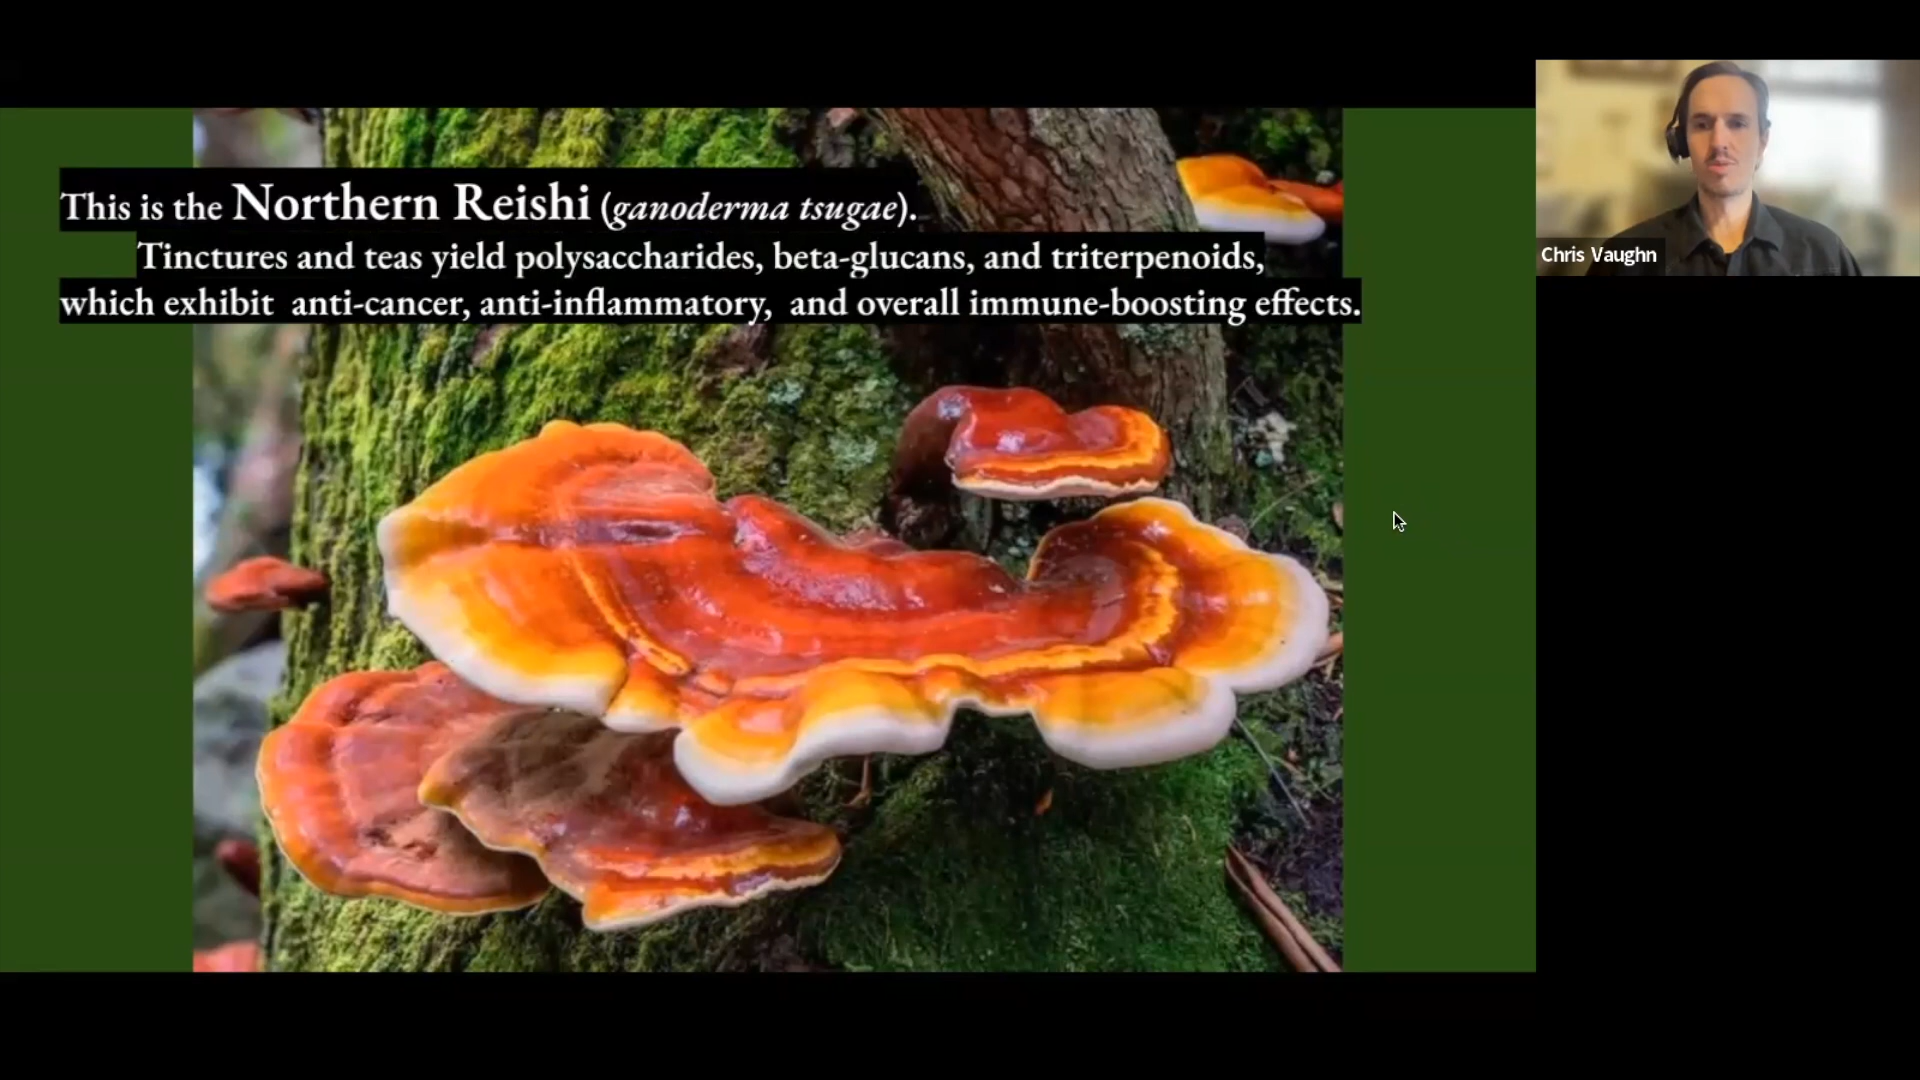 This is the Northern Reishi (ganoderma tsugae).
Tinctures and teas yield polysaccharides, beta-glucans, and triterpenoids,
which exhibit  anti-cancer, anti-inflammatory,  and overall immune-boosting effects.
Chris Vaughn